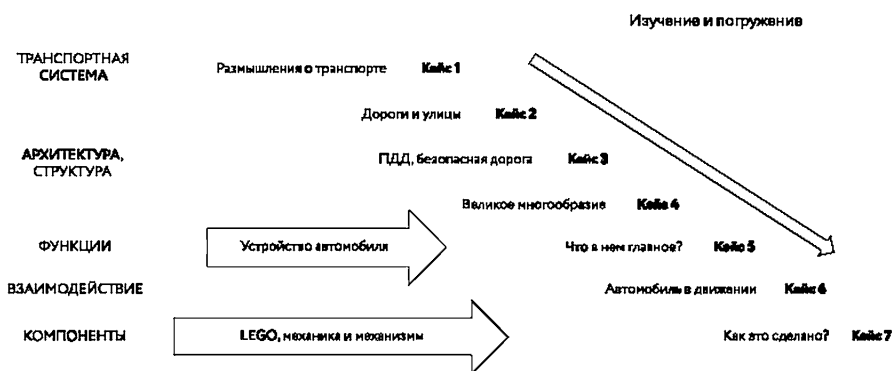 Изучение и погружение
ТРАНСПОРТНАЯ
СИСТЕМА
Размышления о транспорте Кейс 1
Дороги и улицы Кейс 2
АРХИТЕКТУРА,
СТРУКТУРА
ПДД, безопасная дорога Кейс 3
Великое многообразие Кейс 4
ФУНКЦИИ
Устройство автомобиля
Что в нем главное? Кейс 5
ВЗАИМОДЕЙСТВИЕ
Автомобиль в движении Кейс 6
КОМПОНЕНТЫ
LEGO, механика и механизмы
Как это сделано? Кейс 7